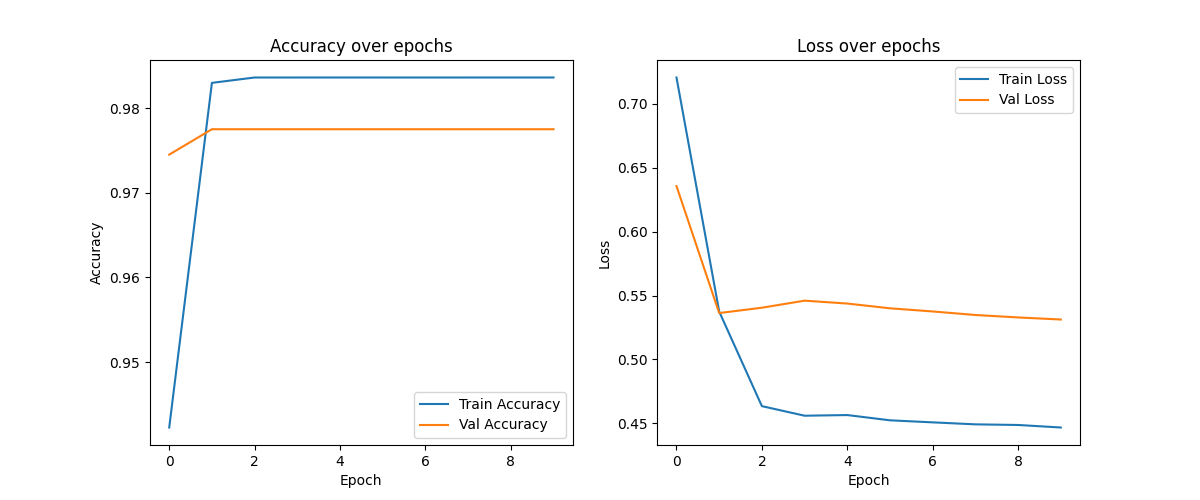 Accuracy over epochs
0.98
0.97
0.96
0.95
Accuracy
Train Accuracy
Val Accuracy
0 2 4 6 8
Epoch
Loss over epochs
0.70
0.65
0.60
0.55
0.50
0.45
Loss
Train Loss
Val Loss
0 2 4 6 8
Epoch